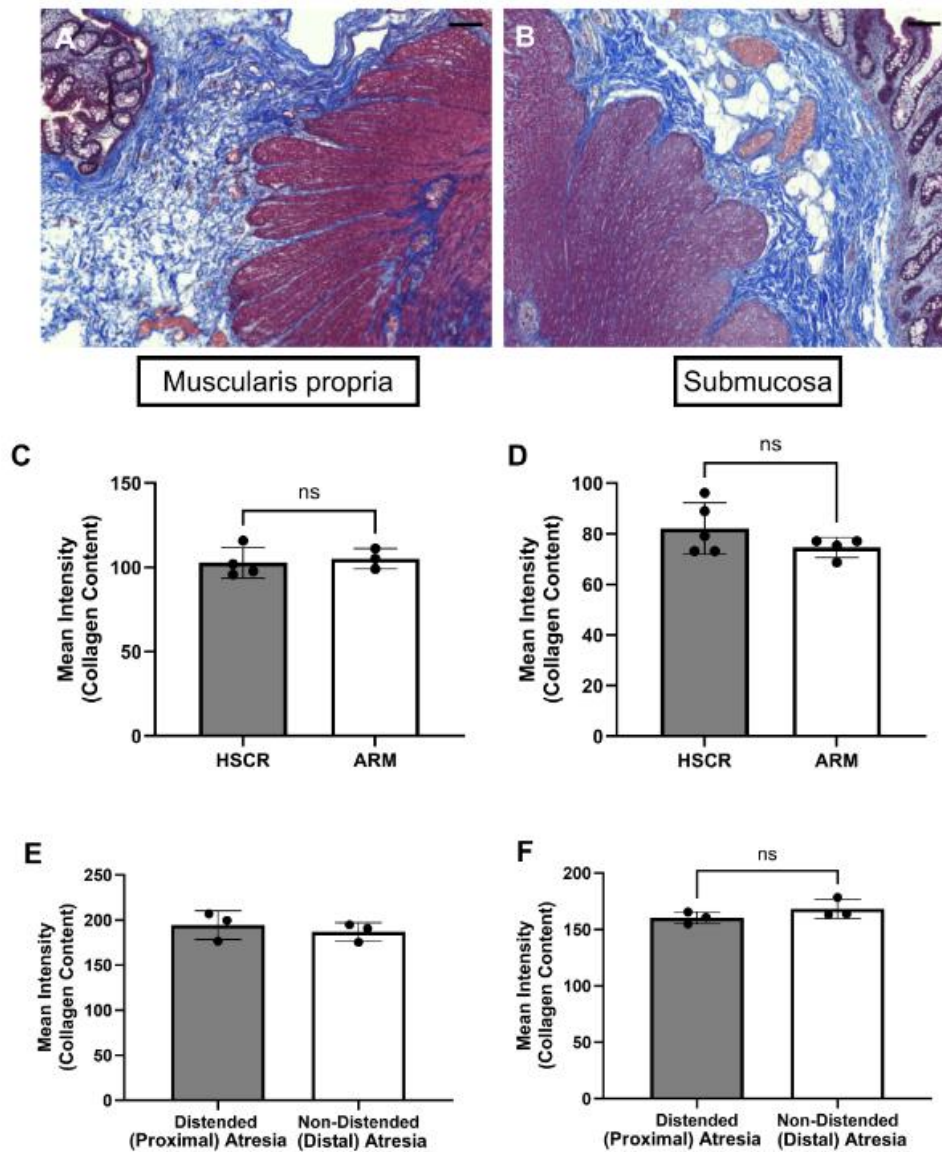 A
B
Muscularis propria
Submucosa
C
Mean Intensity
(Collagen Content)
150
100
50
0
ns
HSCR
ARM
D
Mean Intensity
(Collagen Content)
100
80
60
40
20
0
ns
HSCR
ARM
E
Mean Intensity
(Collagen Content)
250
200
150
100
50
0
Distended
(Proximal) Atresia
Non-Distended
(Distal) Atresia
F
Mean Intensity
(Collagen Content)
200
150
100
50
0
ns
Distended
(Proximal) Atresia
Non-Distended
(Distal) Atresia